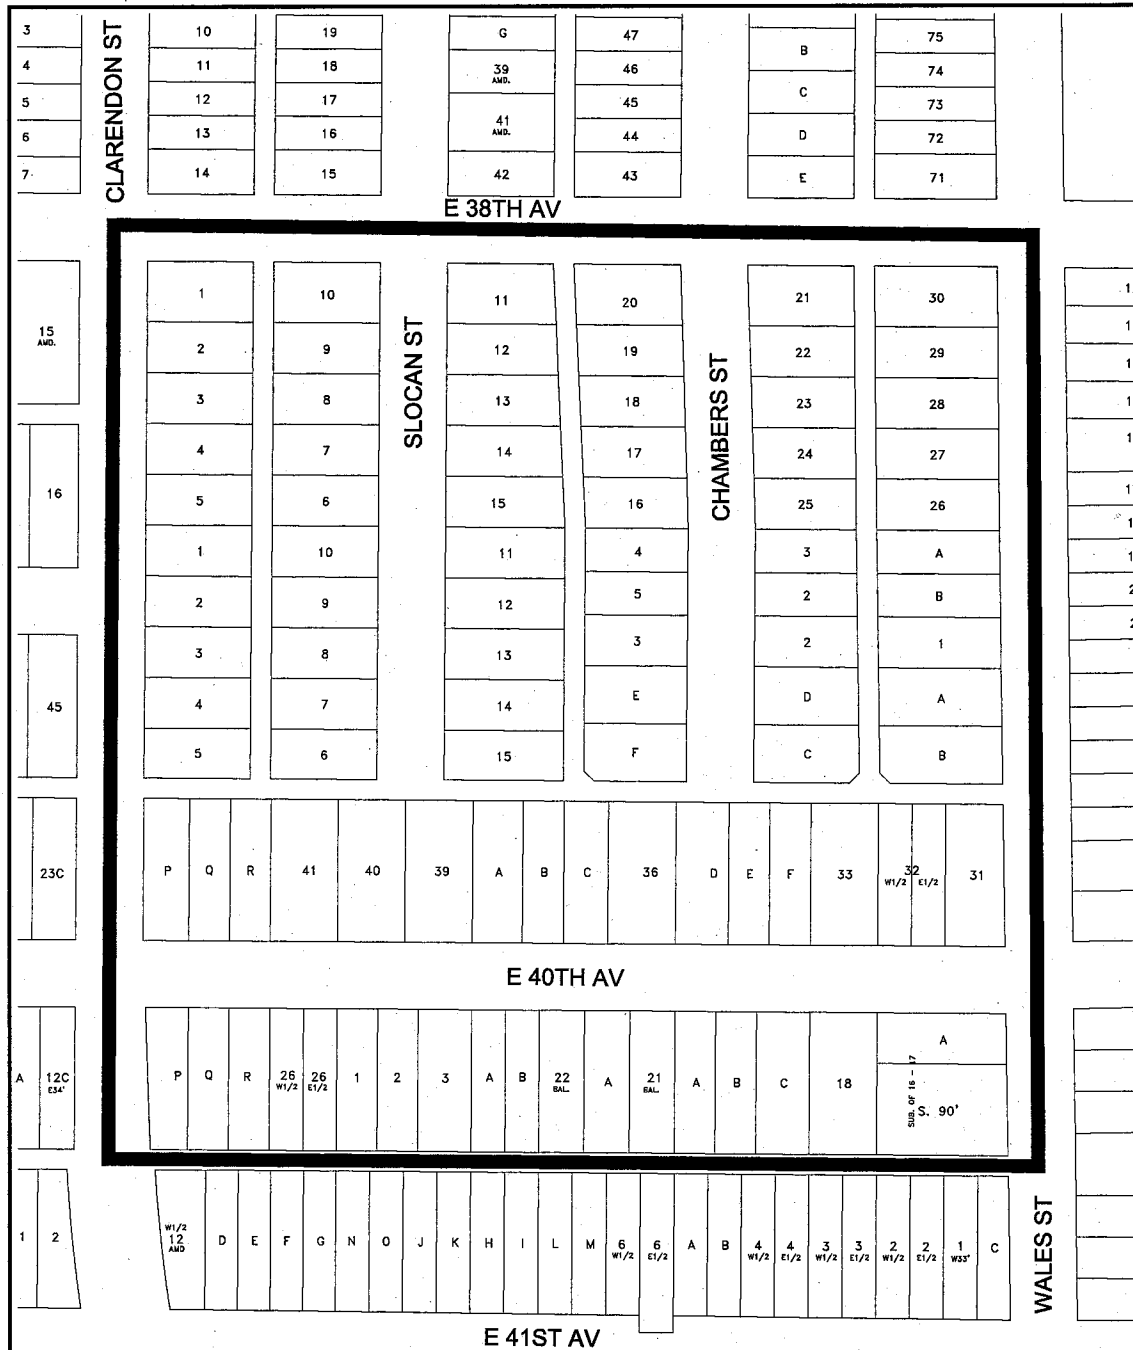 3 10 19 G 47 75
B
4 11 18 39 46 74
AMD.
5 12 17 C 45 73
6 13 16 41 44 D 72
AMD.
7 14 15 42 43 E 71
CLARENDON ST
E 38TH AV
1 10 11 20 21 30
15
AMD.
2 9 12 19 22 29
3 8 13 18 23 28
SLOCAN ST
CHAMBERS ST
4 7 14 17 24 27
16 5 6 15 16 25 26
1 10 11 4 3 A
2 9 12 5 2 B
3 8 13 3 2 1
45 4 7 14 E D A
5 6 15 F C B
23C P Q R 41 40 39 A B C 36 D E F 33 32 31
W1/2 E1/2
E 40TH AV
A
A 12C P Q R 26 26 1 2 3 A B 22 A 21 A B C 18
E34' W1/2 E1/2 BAL. BAL.
SUB. OF 16 - 17
S. 90'
1 2 W1/2 12 AMD D E F G N O J K H I L M 6 6 A B 4 4 3 3 2 2 1 C
W1/2 E1/2 W1/2 E1/2 W1/2 E1/2 W1/2 E1/2 W33'
WALES ST
E 41ST AV